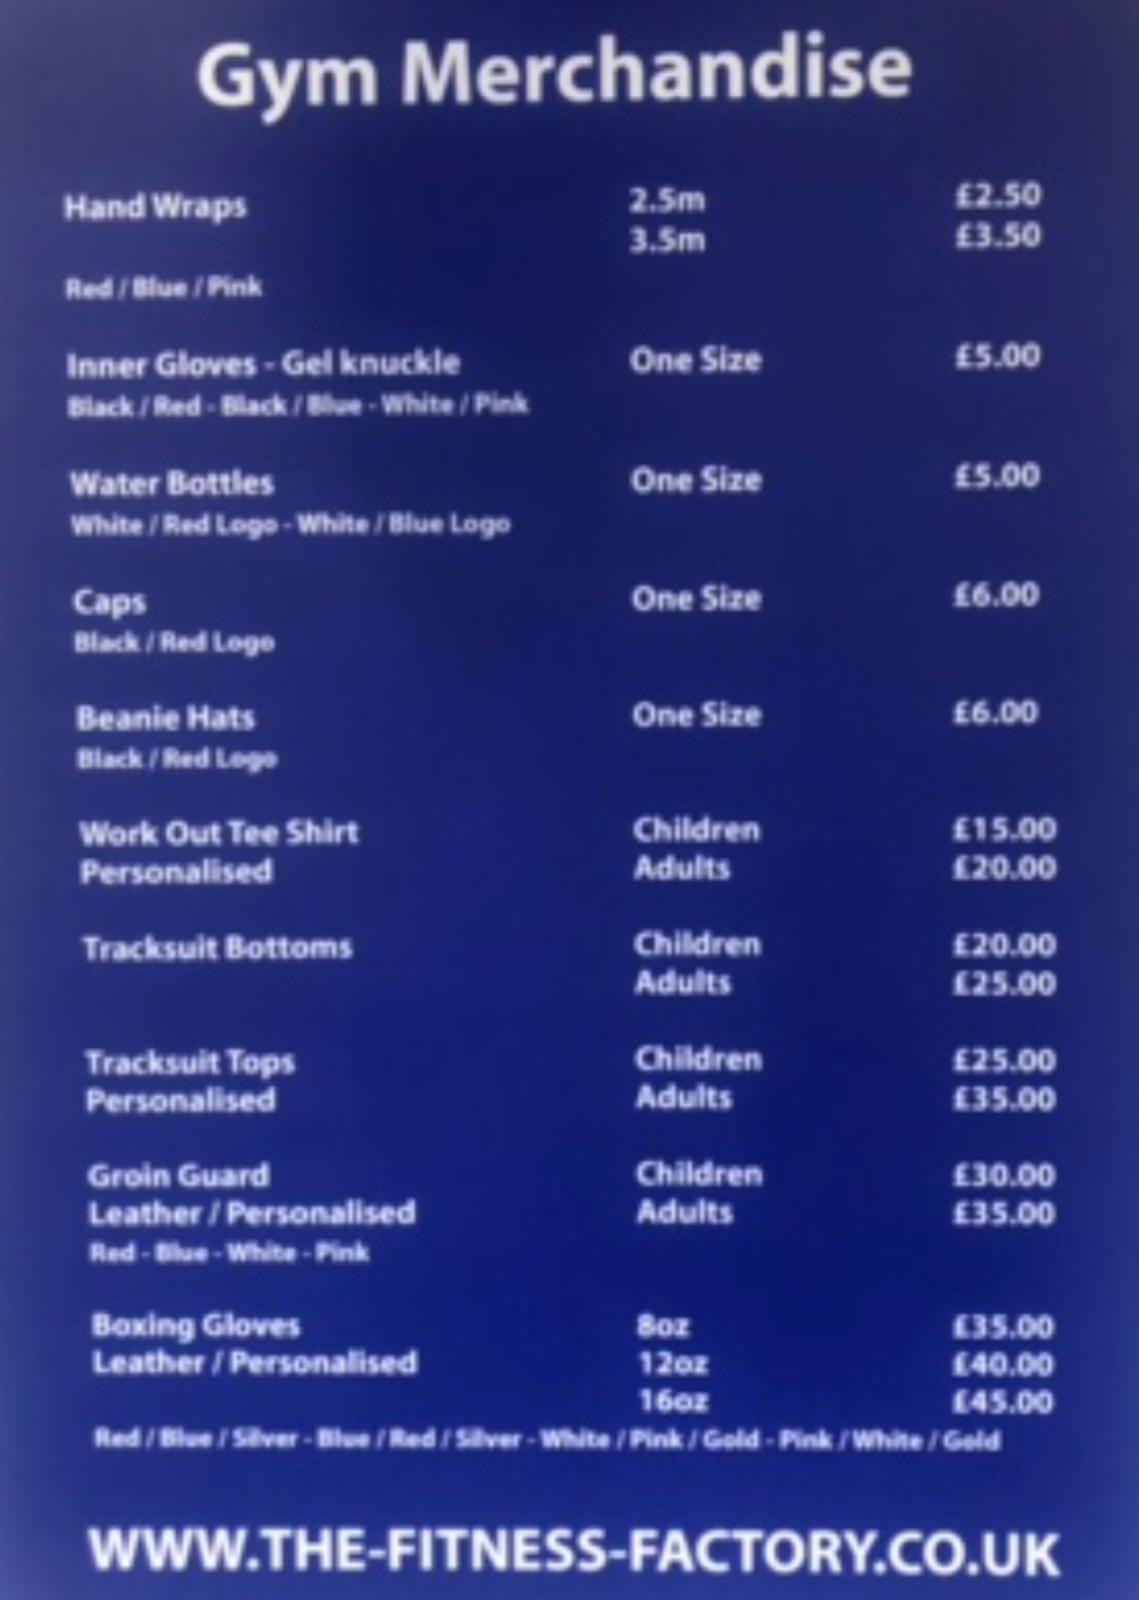 Gym Merchandise
Hand Wraps 2.5m £2.50
3.5m £3.50
Red / Blue / Pink
Inner Gloves - Gel knuckle One Size £5.00
Black / Red - Black / Blue - White / Pink
Water Bottles One Size £5.00
White / Red Logo - White / Blue Logo
Caps One Size £6.00
Black / Red Logo
Beanie Hats One Size £6.00
Black / Red Logo
Work Out Tee Shirt Children £15.00
Personalised Adults £20.00
Tracksuit Bottoms Children £20.00
Adults £25.00
Tracksuit Tops Children £25.00
Personalised Adults £35.00
Groin Guard Children £30.00
Leather / Personalised Adults £35.00
Red - Blue - White - Pink
Boxing Gloves 8oz £35.00
Leather / Personalised 12oz £40.00
16oz £45.00
Red / Blue / Silver - Blue / Red / Silver - White / Pink / Gold - Pink / White / Gold
WWW.THE-FITNESS-FACTORY.CO.UK